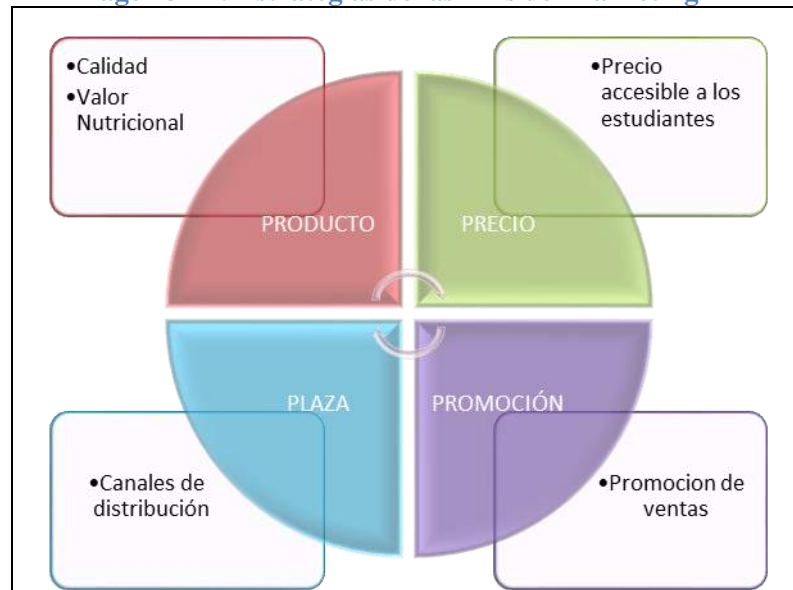 •Calidad
•Valor
Nutricional
•Precio
accesible a los
estudiantes
PRODUCTO
PRECIO
PLAZA
PROMOCIÓN
•Canales de
distribución
•Promocion de
ventas